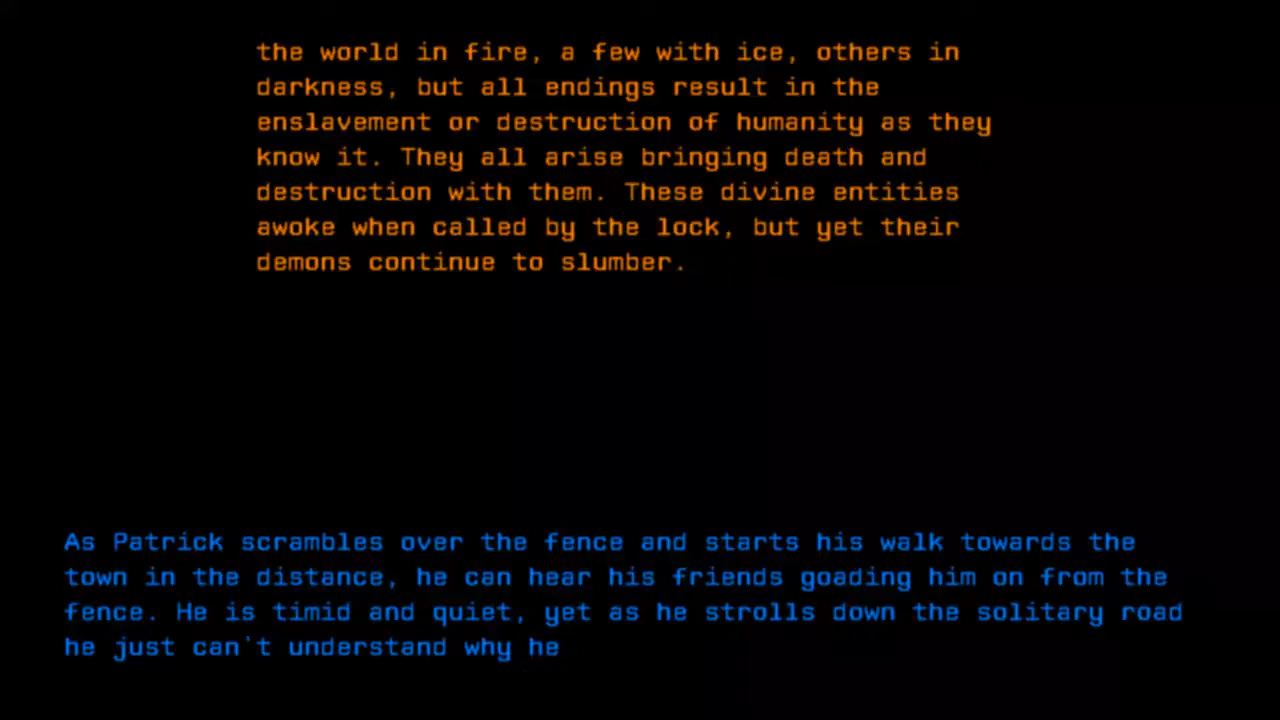 the world in fire, a few with ice, others in
darkness, but all endings result in the
enslavement or destruction of humanity as they
know it. They all arise bringing death and
destruction with them. These divine entities
awoke when called by the lock, but yet their
demons continue to slumber.
As Patrick scrambles over the fence and starts his walk towards the
town in the distance, he can hear his friends goading him on from the
fence. He is timid and quiet, yet as he strolls down the solitary road
he just can't understand why he